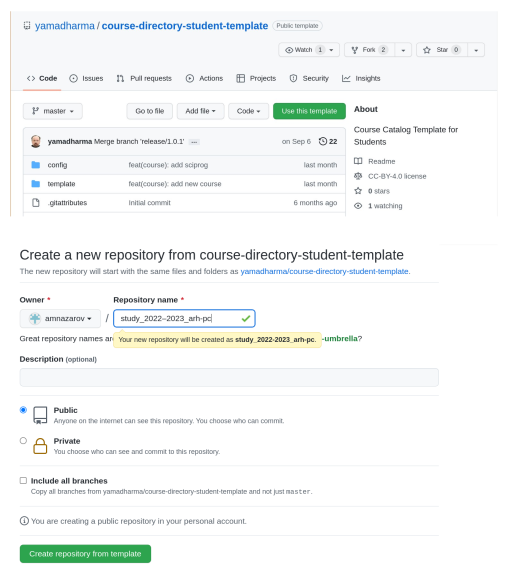 yamadharma / course-directory-student-template Public template
Watch 1 Fork 2 Star 0
Code Issues Pull requests Actions Projects Security Insights
master Go to file Add file Code Use this template
About
yamadharma Merge branch 'release/1.0.1' ... on Sep 6 22
Course Catalog Template for
Students
config feat(course): add sciprog last month
template feat(course): add new course last month
.gitattributes Initial commit 6 months ago
Readme
CC-BY-4.0 license
0 stars
1 watching
Create a new repository from course-directory-student-template
The new repository will start with the same files and folders as yamadharma/course-directory-student-template.
Owner * Repository name *
amnazarov / study_2022–2023_arh-pc
Great repository names are
Your new repository will be created as study_2022-2023_arh-pc.
-umbrella?
Description (optional)
Public
Anyone on the internet can see this repository. You choose who can commit.
Private
You choose who can see and commit to this repository.
Include all branches
Copy all branches from yamadharma/course-directory-student-template and not just master.
You are creating a public repository in your personal account.
Create repository from template